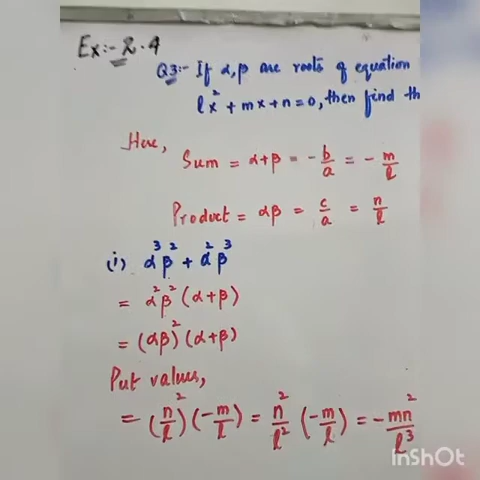 Ex:- 2.4
Q3:- If α,β are roots of equation
lx²+mx+n=0, then find th
Here,
Sum = α+β = -b/a = -m/l
Product = αβ = c/a = n/l
(i) α³β² + α²β³
= α²β² (α+β)
= (αβ)² (α+β)
Put values,
= (n/l)² (-m/l) = n²/l² (-m/l) = -mn²/l³
InShOt